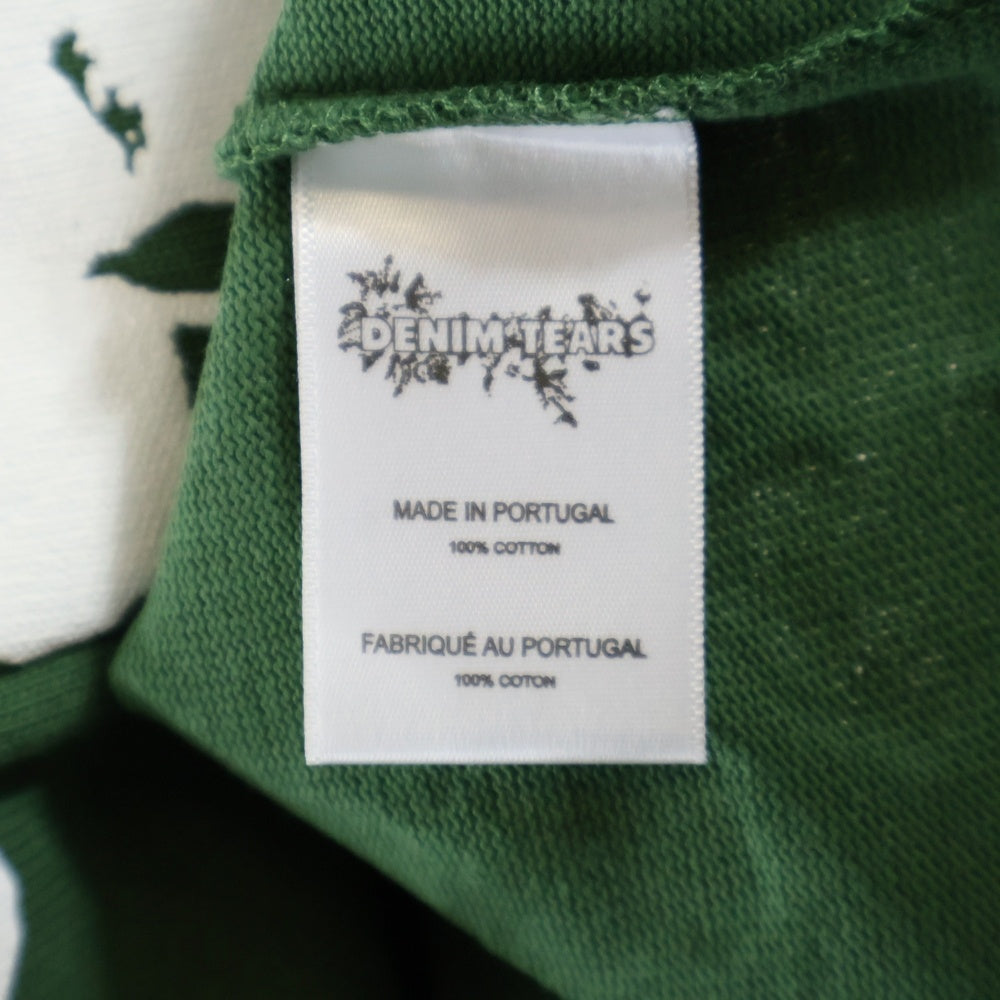 DENIM TEARS
MADE IN PORTUGAL
100% COTTON
FABRIQUÉ AU PORTUGAL
100% COTON